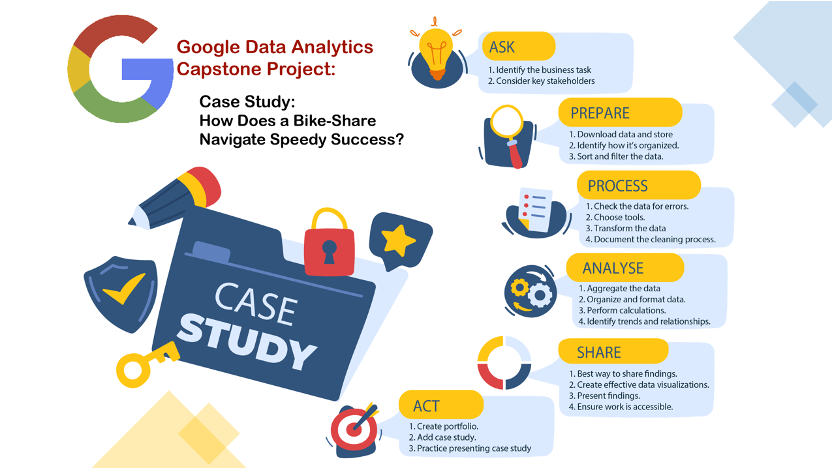 Google Data Analytics
Capstone Project:
Case Study:
How Does a Bike-Share
Navigate Speedy Success?
CASE
STUDY
ASK
1. Identify the business task
2. Consider key stakeholders
PREPARE
1. Download data and store
2. Identify how it's organized.
3. Sort and filter the data.
PROCESS
1. Check the data for errors.
2. Choose tools.
3. Transform the data
4. Document the cleaning process.
ANALYSE
1. Aggregate the data
2. Organize and format data.
3. Perform calculations.
4. Identify trends and relationships.
SHARE
1. Best way to share findings.
2. Create effective data visualizations.
3. Present findings.
4. Ensure work is accessible.
ACT
1. Create portfolio.
2. Add case study.
3. Practice presenting case study